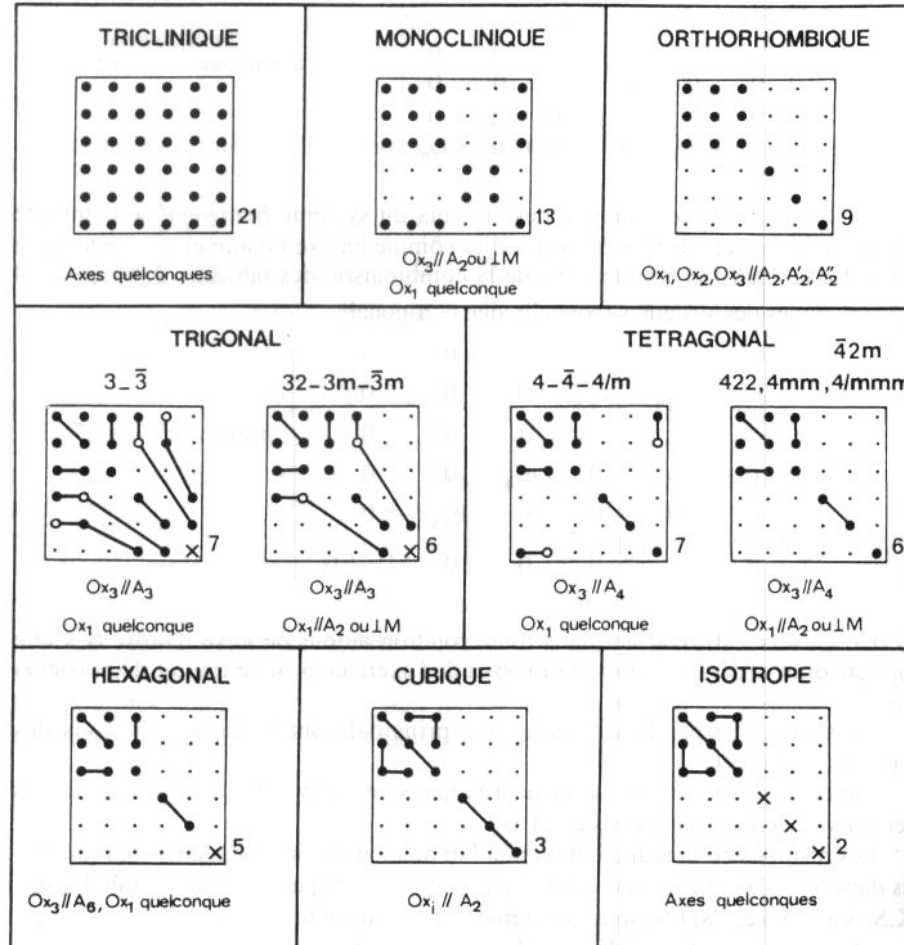 TRICLINIQUE
21
Axes quelconques
MONOCLINIQUE
13
Ox₃//A₂ ou ⊥M
Ox₁ quelconque
ORTHORHOMBIQUE
9
Ox₁,Ox₂,Ox₃//A₂,A′₂,A″₂
TRIGONAL
3-3̅
7
Ox₃//A₃
Ox₁ quelconque
32-3m-3̅m
6
Ox₃//A₃
Ox₁//A₂ ou ⊥M
TETRAGONAL
4-4̅-4/m
7
Ox₃//A₄
Ox₁ quelconque
4̅2m
422,4mm,4/mmm
6
Ox₃//A₄
Ox₁//A₂ ou ⊥M
HEXAGONAL
5
Ox₃//A₆, Ox₁ quelconque
CUBIQUE
3
Oxᵢ // A₂
ISOTROPE
2
Axes quelconques